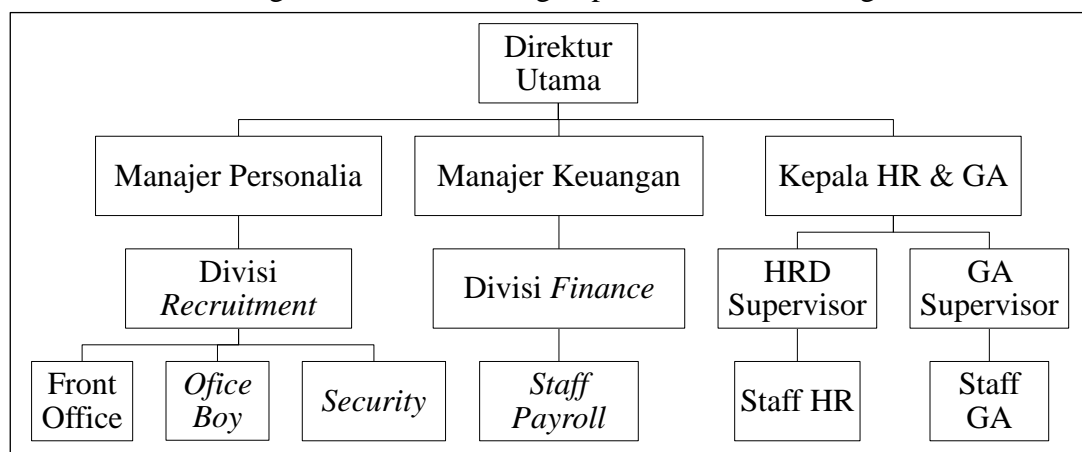 Direktur
Utama
Manajer Personalia
Manajer Keuangan
Kepala HR & GA
Divisi
Recruitment
Divisi Finance
HRD
Supervisor
GA
Supervisor
Front
Office
Ofice
Boy
Security
Staff
Payroll
Staff HR
Staff
GA